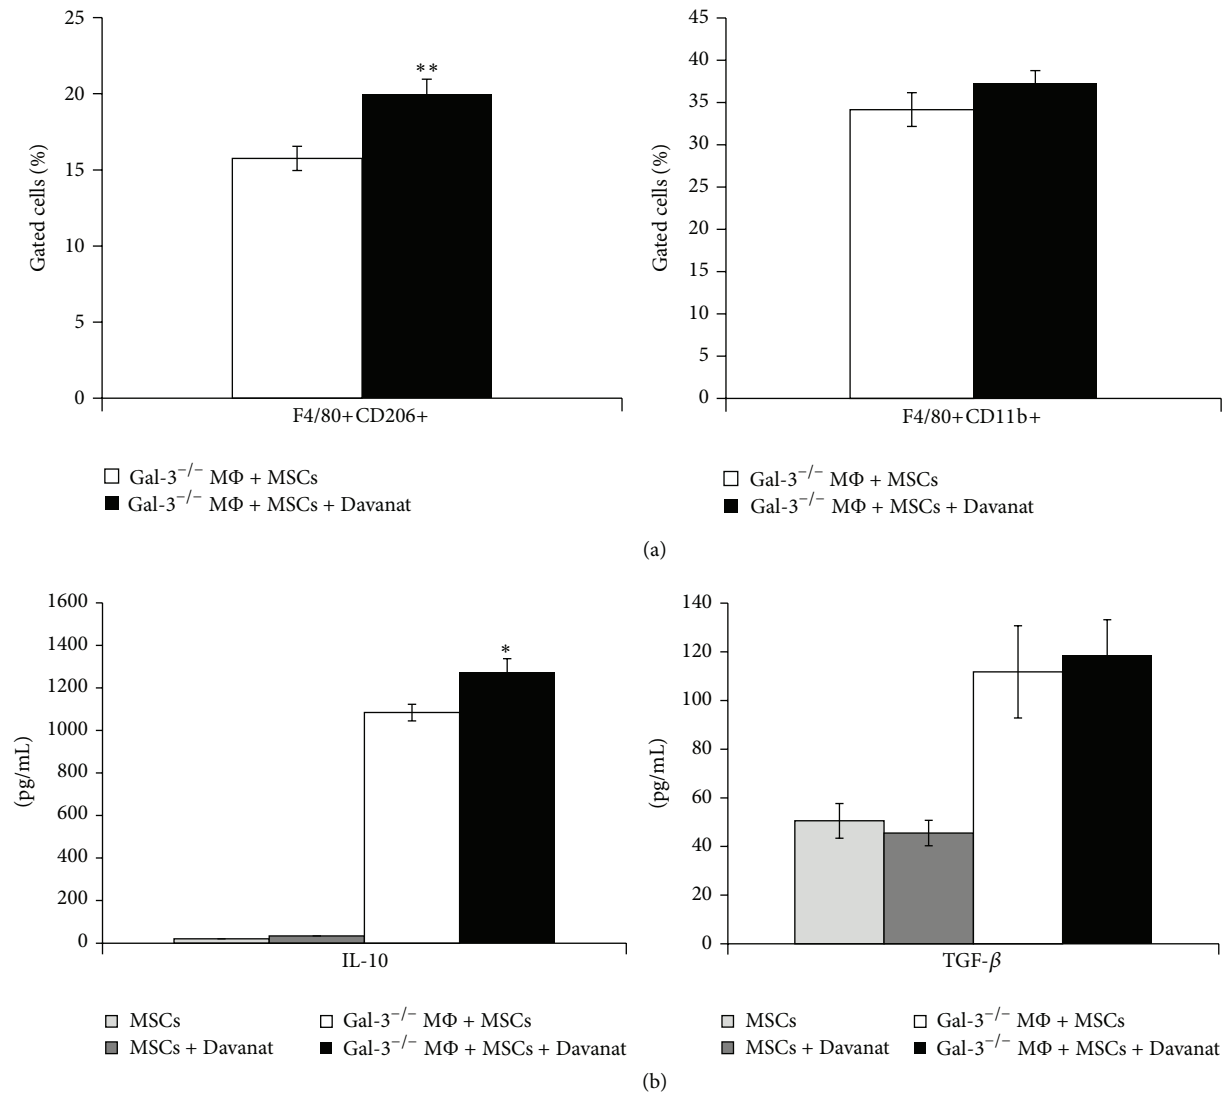 25
20
15
10
5
0
Gated cells (%)
**
F4/80+CD206+
Gal-3−/− MΦ + MSCs
Gal-3−/− MΦ + MSCs + Davanat
45
40
35
30
25
20
15
10
5
0
Gated cells (%)
F4/80+CD11b+
Gal-3−/− MΦ + MSCs
Gal-3−/− MΦ + MSCs + Davanat
(a)
1600
1400
1200
1000
800
600
400
200
0
(pg/mL)
*
IL-10
MSCs
MSCs + Davanat
Gal-3−/− MΦ + MSCs
Gal-3−/− MΦ + MSCs + Davanat
140
120
100
80
60
40
20
0
(pg/mL)
TGF-β
MSCs
MSCs + Davanat
Gal-3−/− MΦ + MSCs
Gal-3−/− MΦ + MSCs + Davanat
(b)